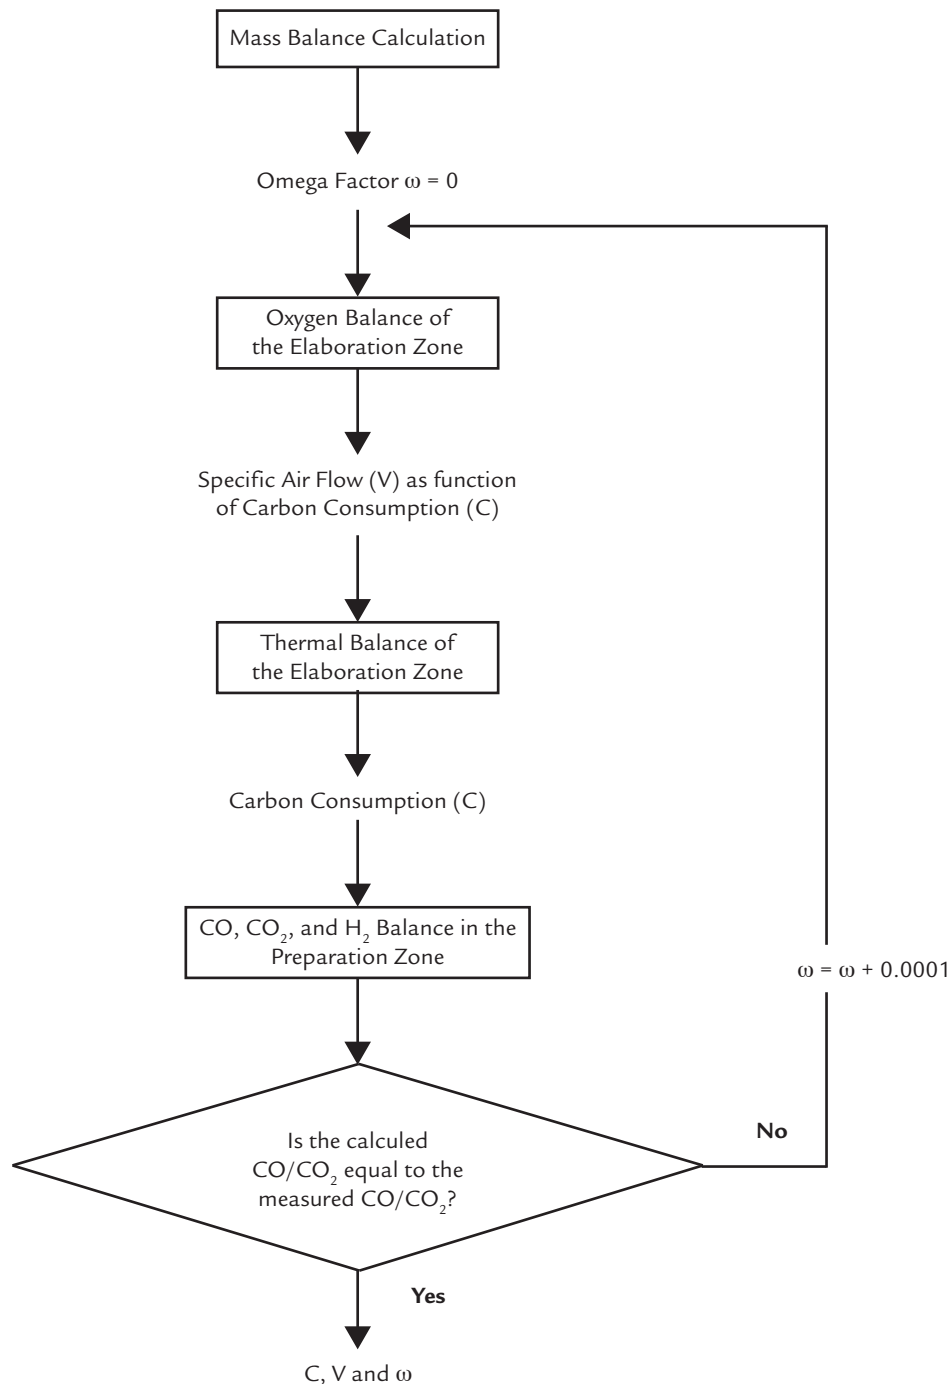 Mass Balance Calculation
Omega Factor ω = 0
Oxygen Balance of
the Elaboration Zone
Specific Air Flow (V) as function
of Carbon Consumption (C)
Thermal Balance of
the Elaboration Zone
Carbon Consumption (C)
CO, CO₂, and H₂ Balance in the
Preparation Zone
ω = ω + 0.0001
Is the calculed
CO/CO₂ equal to the
measured CO/CO₂?
No
Yes
C, V and ω